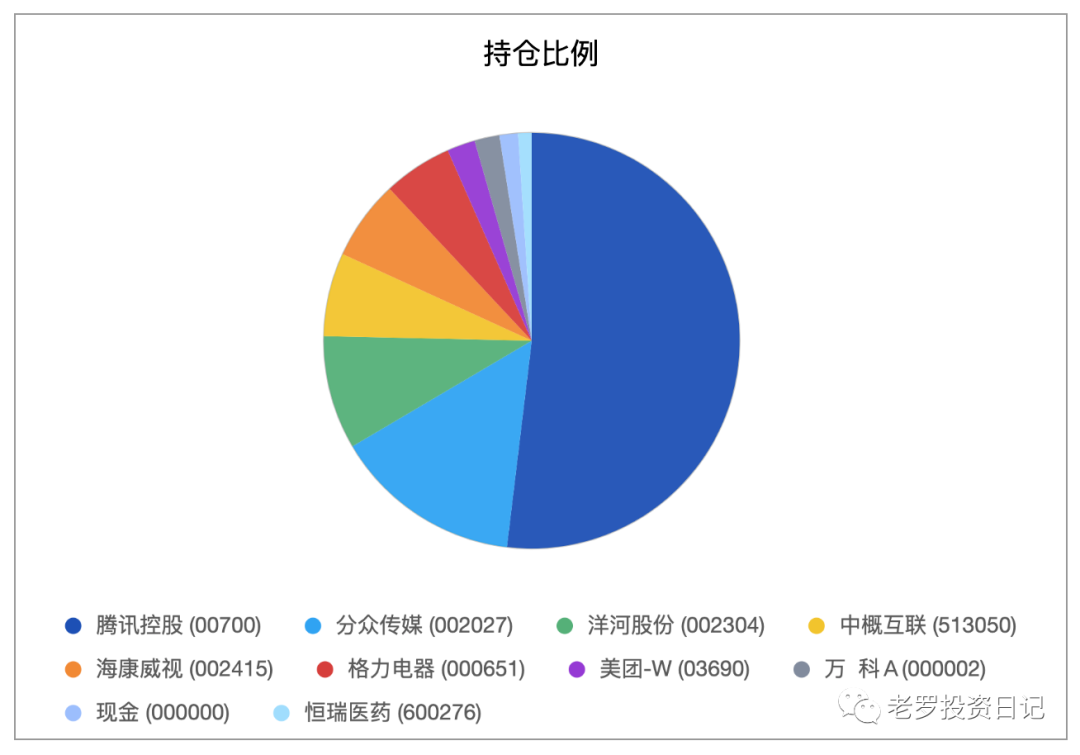 持仓比例
腾讯控股 (00700) 分众传媒 (002027) 洋河股份 (002304) 中概互联 (513050)
海康威视 (002415) 格力电器 (000651) 美团-W (03690) 万 科A (000002)
现金 (000000) 恒瑞医药 (600276)
老罗投资日记